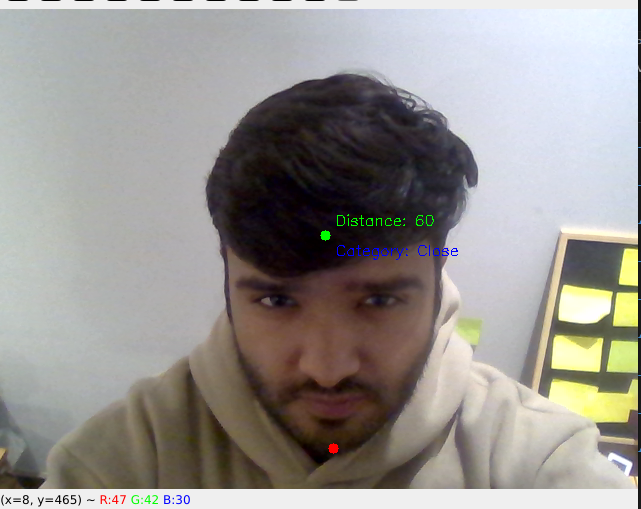 Distance: 60
Category: Close
(x=8, y=465) ~ R:47 G:42 B:30